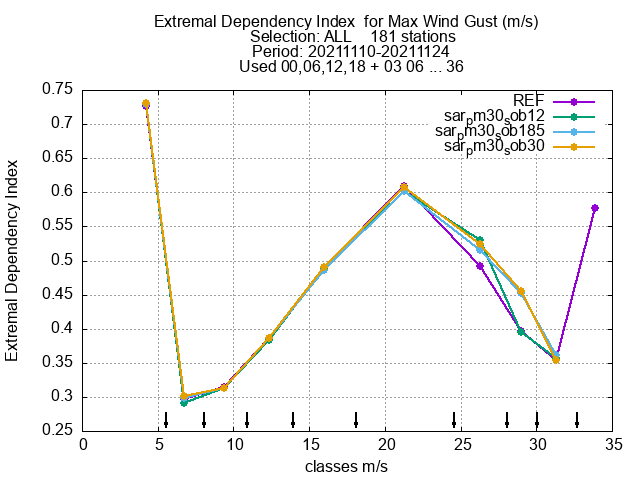 Extremal Dependency Index  for Max Wind Gust (m/s)
Selection: ALL    181 stations
Period: 20211110-20211124
Used 00,06,12,18 + 03 06 ... 36
REF
sarpm30sob12
sarpm30sob185
sarpm30sob30
Extremal Dependency Index
0.75
0.7
0.65
0.6
0.55
0.5
0.45
0.4
0.35
0.3
0.25
0 5 10 15 20 25 30 35
classes m/s